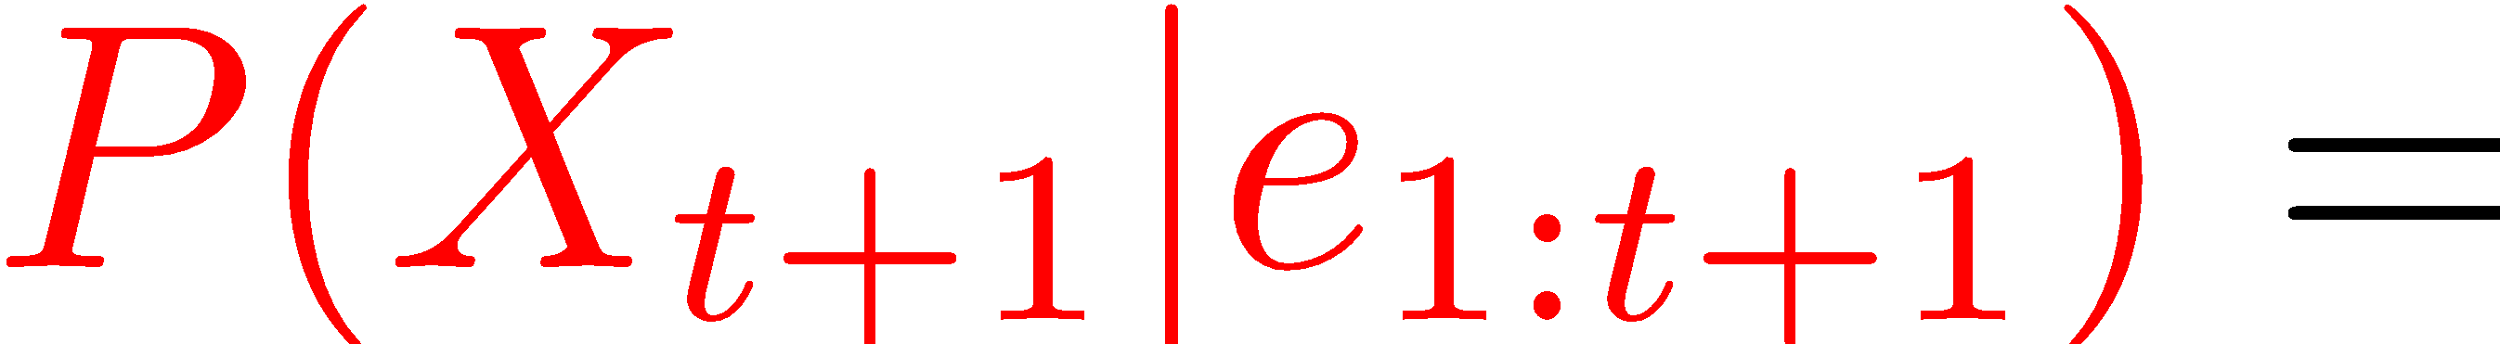 P(X_{t+1}|e_{1:t+1}) =